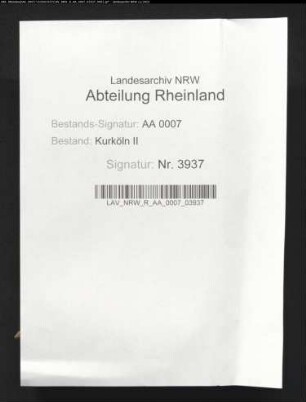 Landesarchiv NRW
Abteilung Rheinland
Bestands-Signatur: AA 0007
Bestand: Kurköln II
Signatur: Nr. 3937
LAV_NRW_R_AA_0007_03937